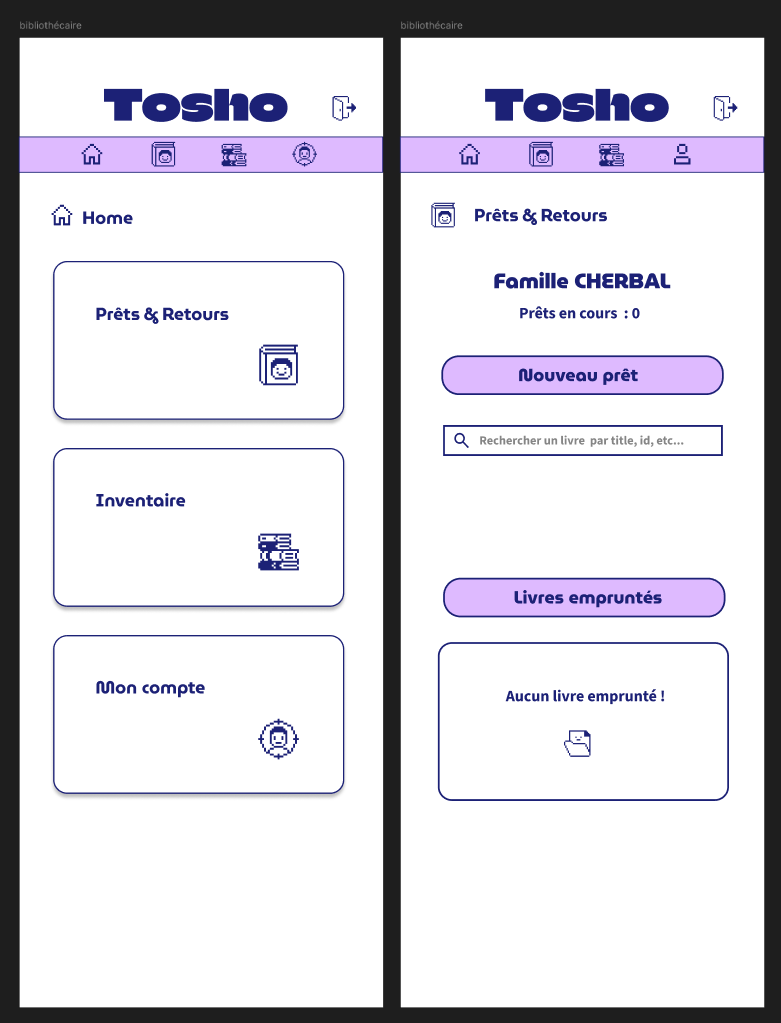 bibliothécaire
Tosho
Home
Prêts & Retours
Inventaire
Mon compte
bibliothécaire
Tosho
Prêts & Retours
Famille CHERBAL
Prêts en cours : 0
Nouveau prêt
Rechercher un livre par title, id, etc...
Livres empruntés
Aucun livre emprunté !